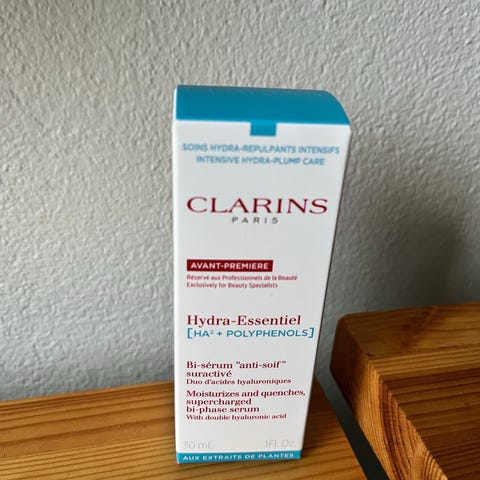 SOINS HYDRA-REPULPANTS INTENSIFS
INTENSIVE HYDRA-PLUMP CARE
CLARINS
PARIS
AVANT-PREMIERE
Réservé aux Professionnels de la Beauté
Exclusively for Beauty Specialists
Hydra-Essentiel
[HA² + POLYPHENOLS]
Bi-sérum "anti-soif"
suractivé
Duo d'acides hyaluroniques
Moisturizes and quenches,
supercharged
bi-phase serum
With double hyaluronic acid
30 mL 1FL Oz.
AUX EXTRAITS DE PLANTES